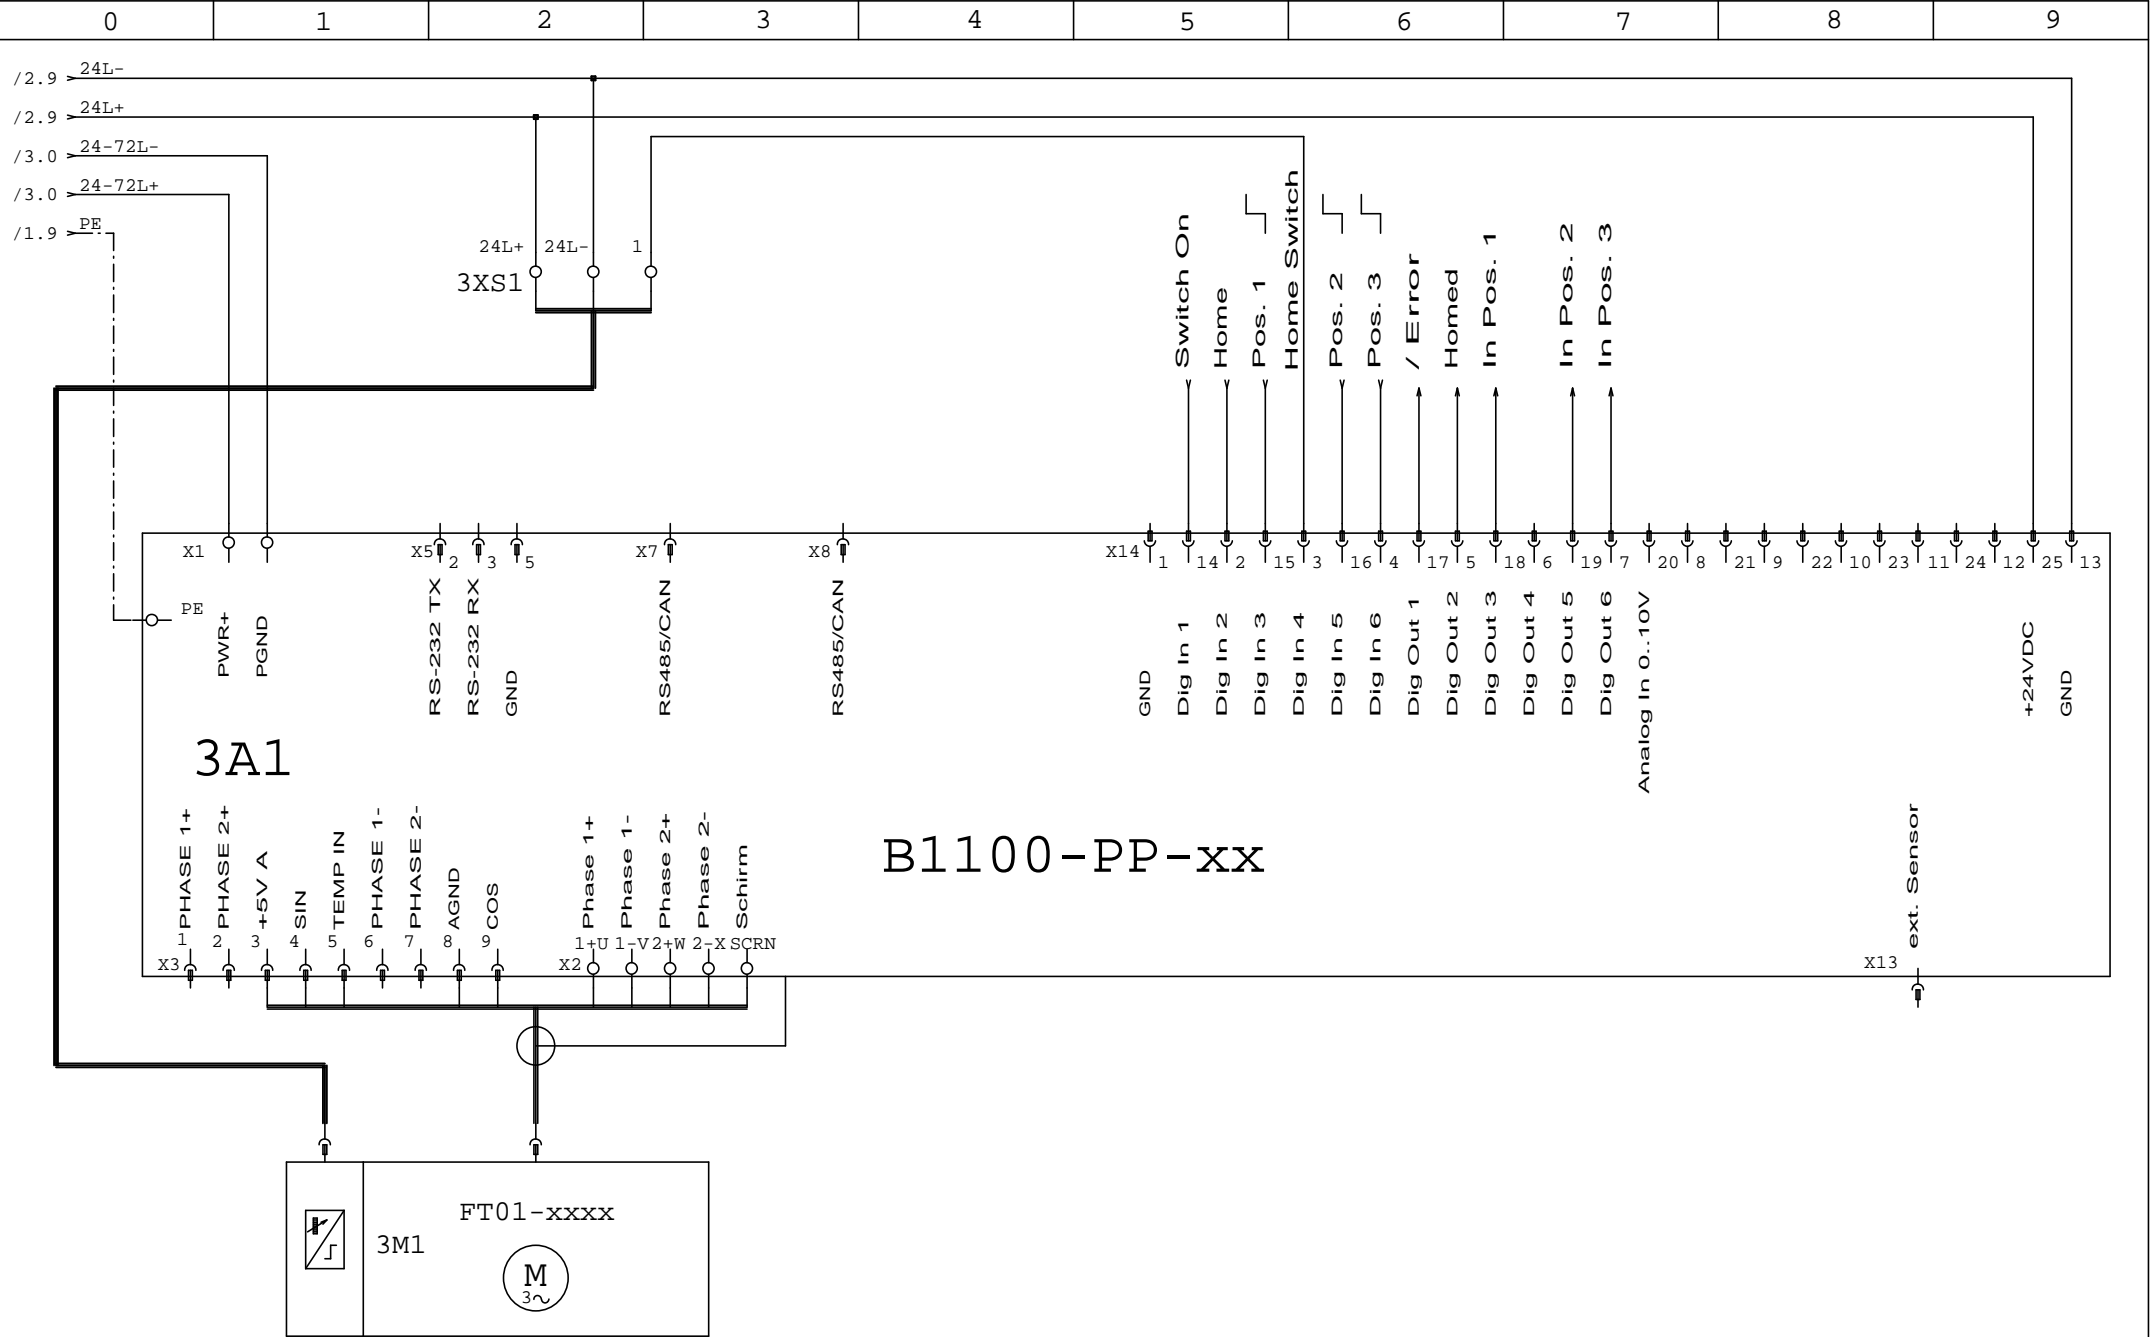 0 1 2 3 4 5 6 7 8 9
/2.9 24L-
/2.9 24L+
/3.0 24-72L-
/3.0 24-72L+
/1.9 PE
24L+ 24L- 1
3XS1
Switch On
Home
Pos. 1
Home Switch
Pos. 2
Pos. 3
/ Error
Homed
In Pos. 1
In Pos. 2
In Pos. 3
X1
X5 2 3 5
X7
X8
X14 1 14 2 15 3 16 4 17 5 18 6 19 7 20 8 21 9 22 10 23 11 24 12 25 13
PE
PWR+
PGND
RS-232 TX
RS-232 RX
GND
RS485/CAN
RS485/CAN
GND
Dig In 1
Dig In 2
Dig In 3
Dig In 4
Dig In 5
Dig In 6
Dig Out 1
Dig Out 2
Dig Out 3
Dig Out 4
Dig Out 5
Dig Out 6
Analog In 0..10V
+24VDC
GND
3A1
B1100-PP-xx
PHASE 1+
PHASE 2+
+5V A
SIN
TEMP IN
PHASE 1-
PHASE 2-
AGND
COS
Phase 1+
Phase 1-
Phase 2+
Phase 2-
Schirm
ext. Sensor
1 2 3 4 5 6 7 8 9
1+U 1-V 2+W 2-X SCRN
X3
X2
X13
FT01-xxxx
3M1
M
3~